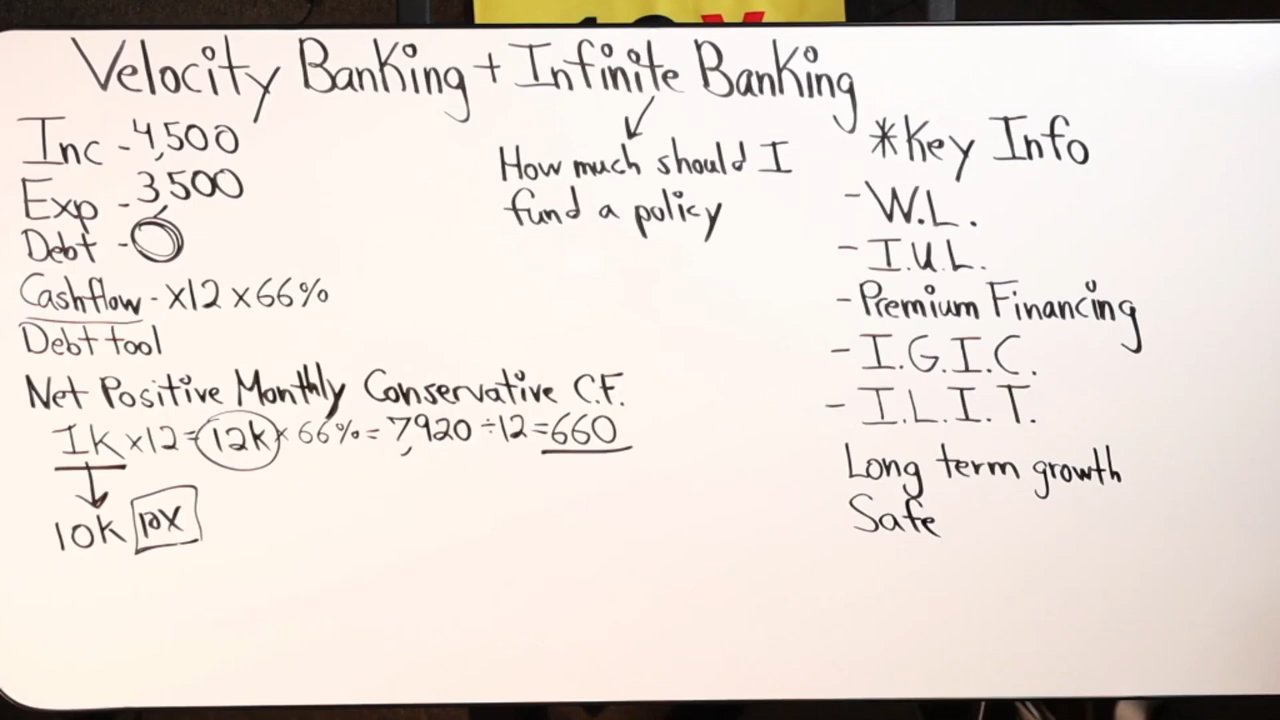 Velocity Banking + Infinite Banking
Inc - 4,500
Exp - 3,500
Debt - 0
Cashflow - x12 x 66%
Debt tool
Net Positive Monthly Conservative C.F.
1K x12 = 12k x 66% = 7,920 ÷12 = 660
10K px
How much should I
fund a policy
*Key Info
- W.L.
- I.U.L.
- Premium Financing
- I.G.I.C.
- I.L.I.T.
Long term growth
Safe